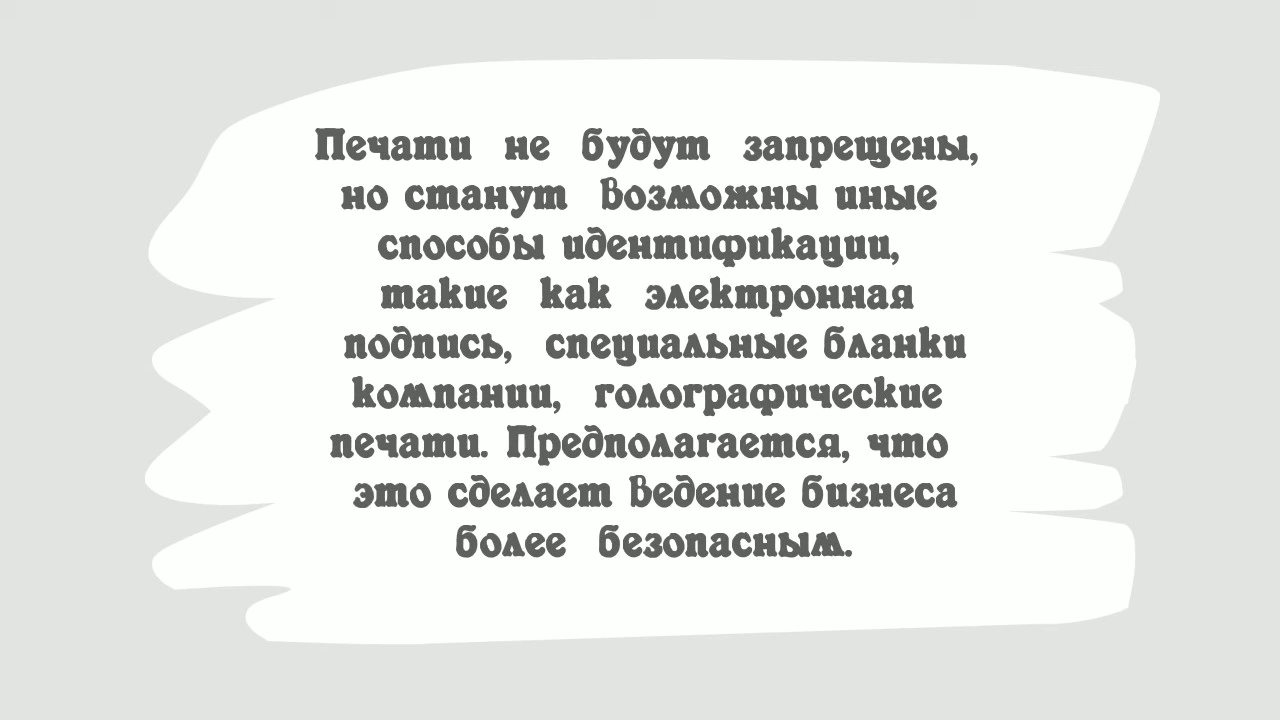 Печати не будут запрещены,
но станут возможны иные
способы идентификации,
такие как электронная
подпись, специальные бланки
компании, голографические
печати. Предполагается, что
это сделает ведение бизнеса
более безопасным.